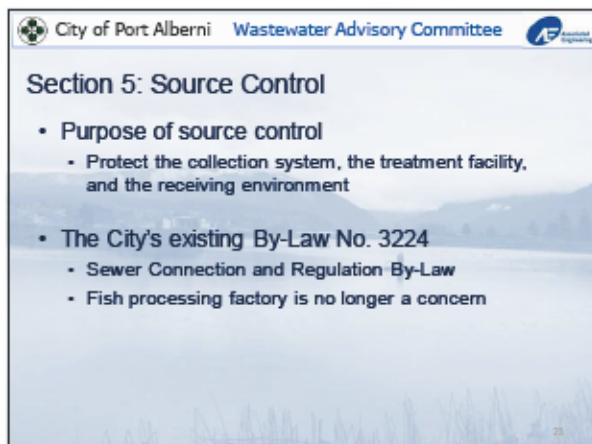 City of Port Alberni Wastewater Advisory Committee Associated Engineering
Section 5: Source Control
• Purpose of source control
• Protect the collection system, the treatment facility,
and the receiving environment
• The City's existing By-Law No. 3224
• Sewer Connection and Regulation By-Law
• Fish processing factory is no longer a concern